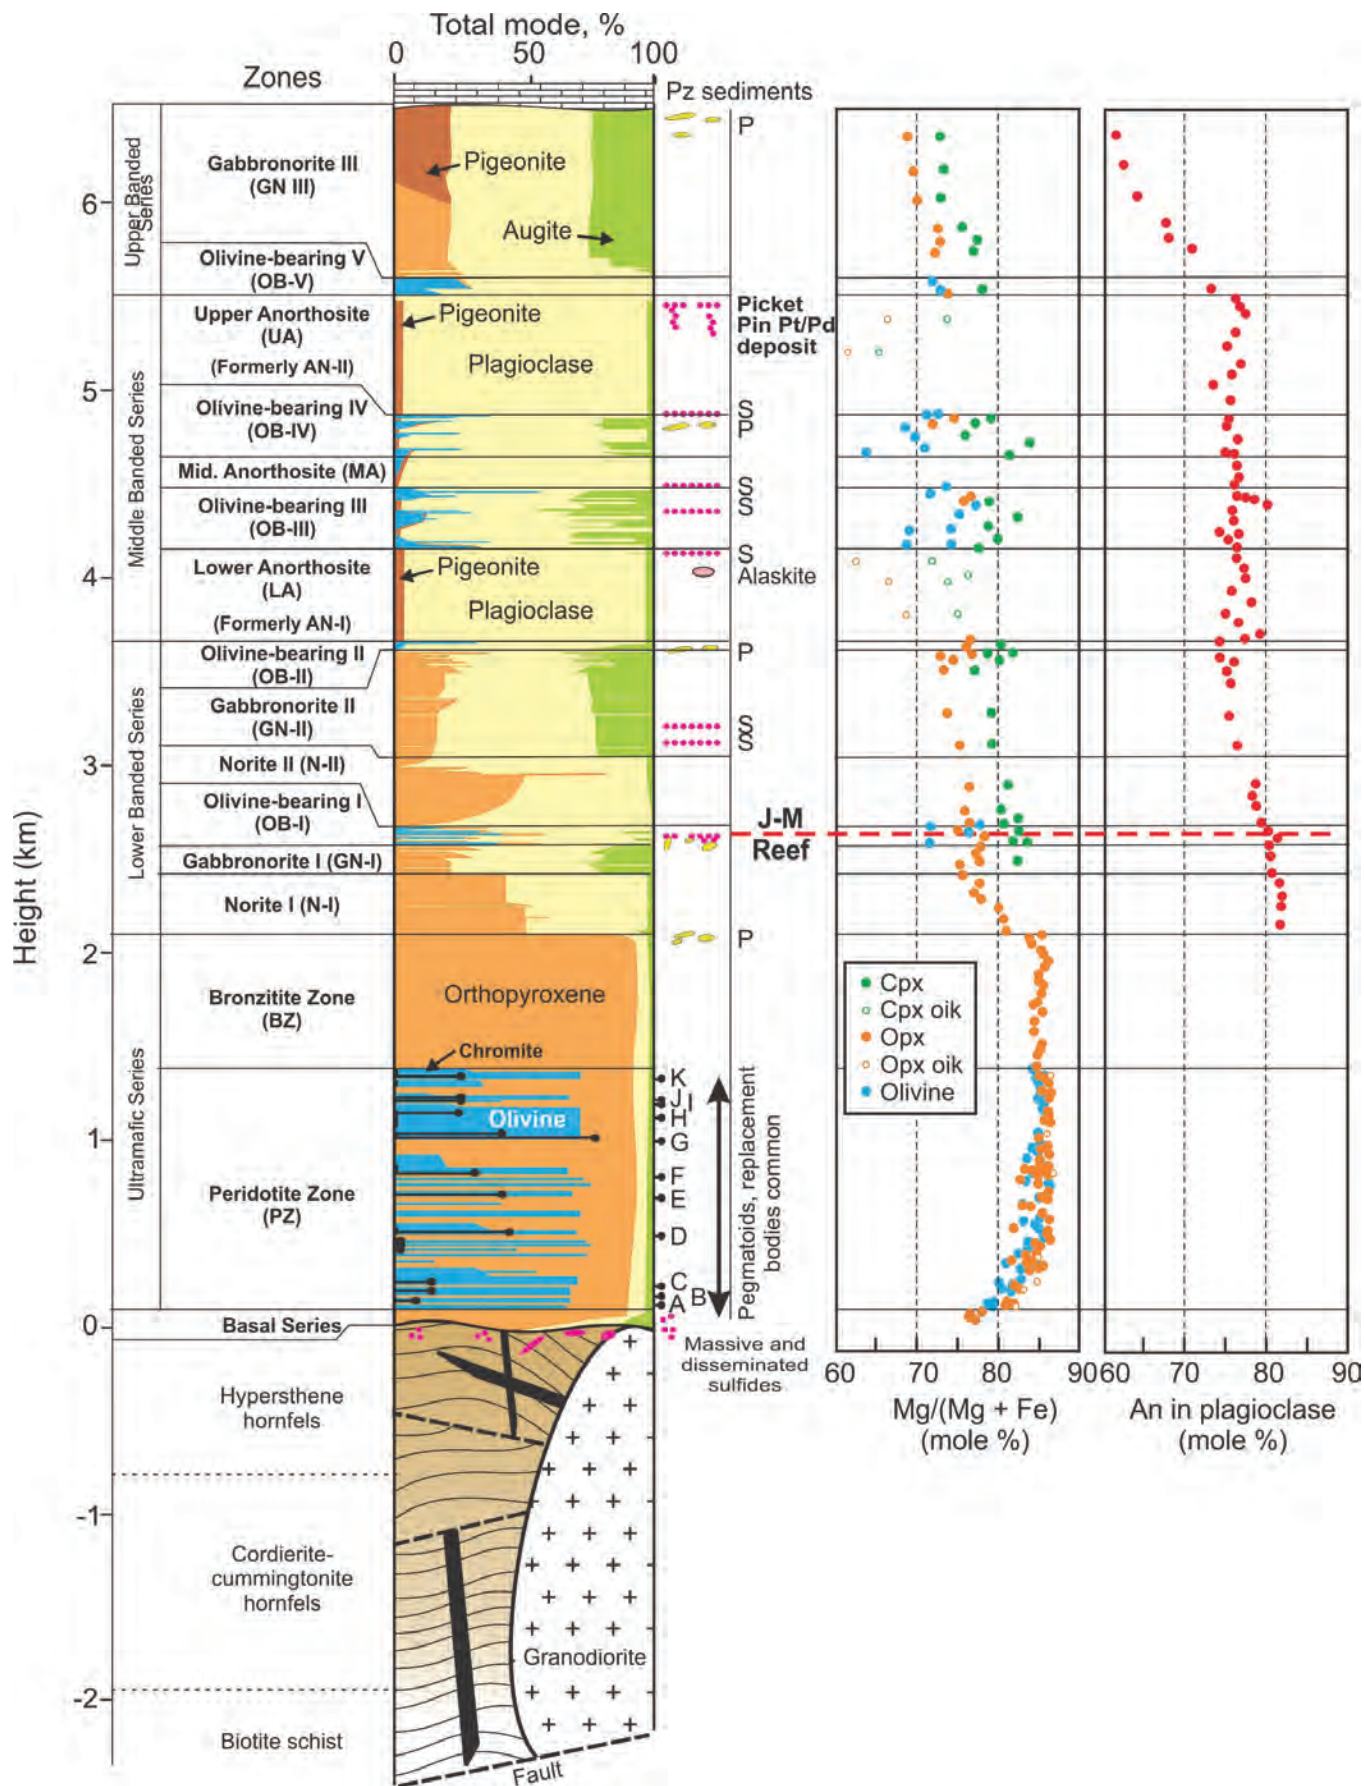 Total mode, %
0 50 100
Zones
Pz sediments
Upper Banded
Series
Gabbronorite III
(GN III)
Pigeonite
Augite
P
6
Olivine-bearing V
(OB-V)
Middle Banded Series
Upper Anorthosite
(UA)
(Formerly AN-II)
Pigeonite
Plagioclase
Picket
Pin Pt/Pd
deposit
5
Olivine-bearing IV
(OB-IV)
S
P
Mid. Anorthosite (MA)
S
Olivine-bearing III
(OB-III)
S
Lower Anorthosite
(LA)
(Formerly AN-I)
Pigeonite
Plagioclase
S
Alaskite
4
Lower Banded Series
Olivine-bearing II
(OB-II)
P
Gabbronorite II
(GN-II)
S
S
3
Norite II (N-II)
Olivine-bearing I
(OB-I)
J-M
Reef
Gabbronorite I (GN-I)
Norite I (N-I)
P
2
Height (km)
Ultramafic Series
Bronzitite Zone
(BZ)
Orthopyroxene
Chromite
Olivine
Peridotite Zone
(PZ)
K
J
I
H
G
F
E
D
C
B
A
Pegmatoids, replacement
bodies common
1
0
Basal Series
Massive and
disseminated
sulfides
Hypersthene
hornfels
-1
Cordierite-
cummingtonite
hornfels
Granodiorite
-2
Biotite schist
Fault
Cpx
Cpx oik
Opx
Opx oik
Olivine
60 70 80 90
Mg/(Mg + Fe)
(mole %)
60 70 80 90
An in plagioclase
(mole %)